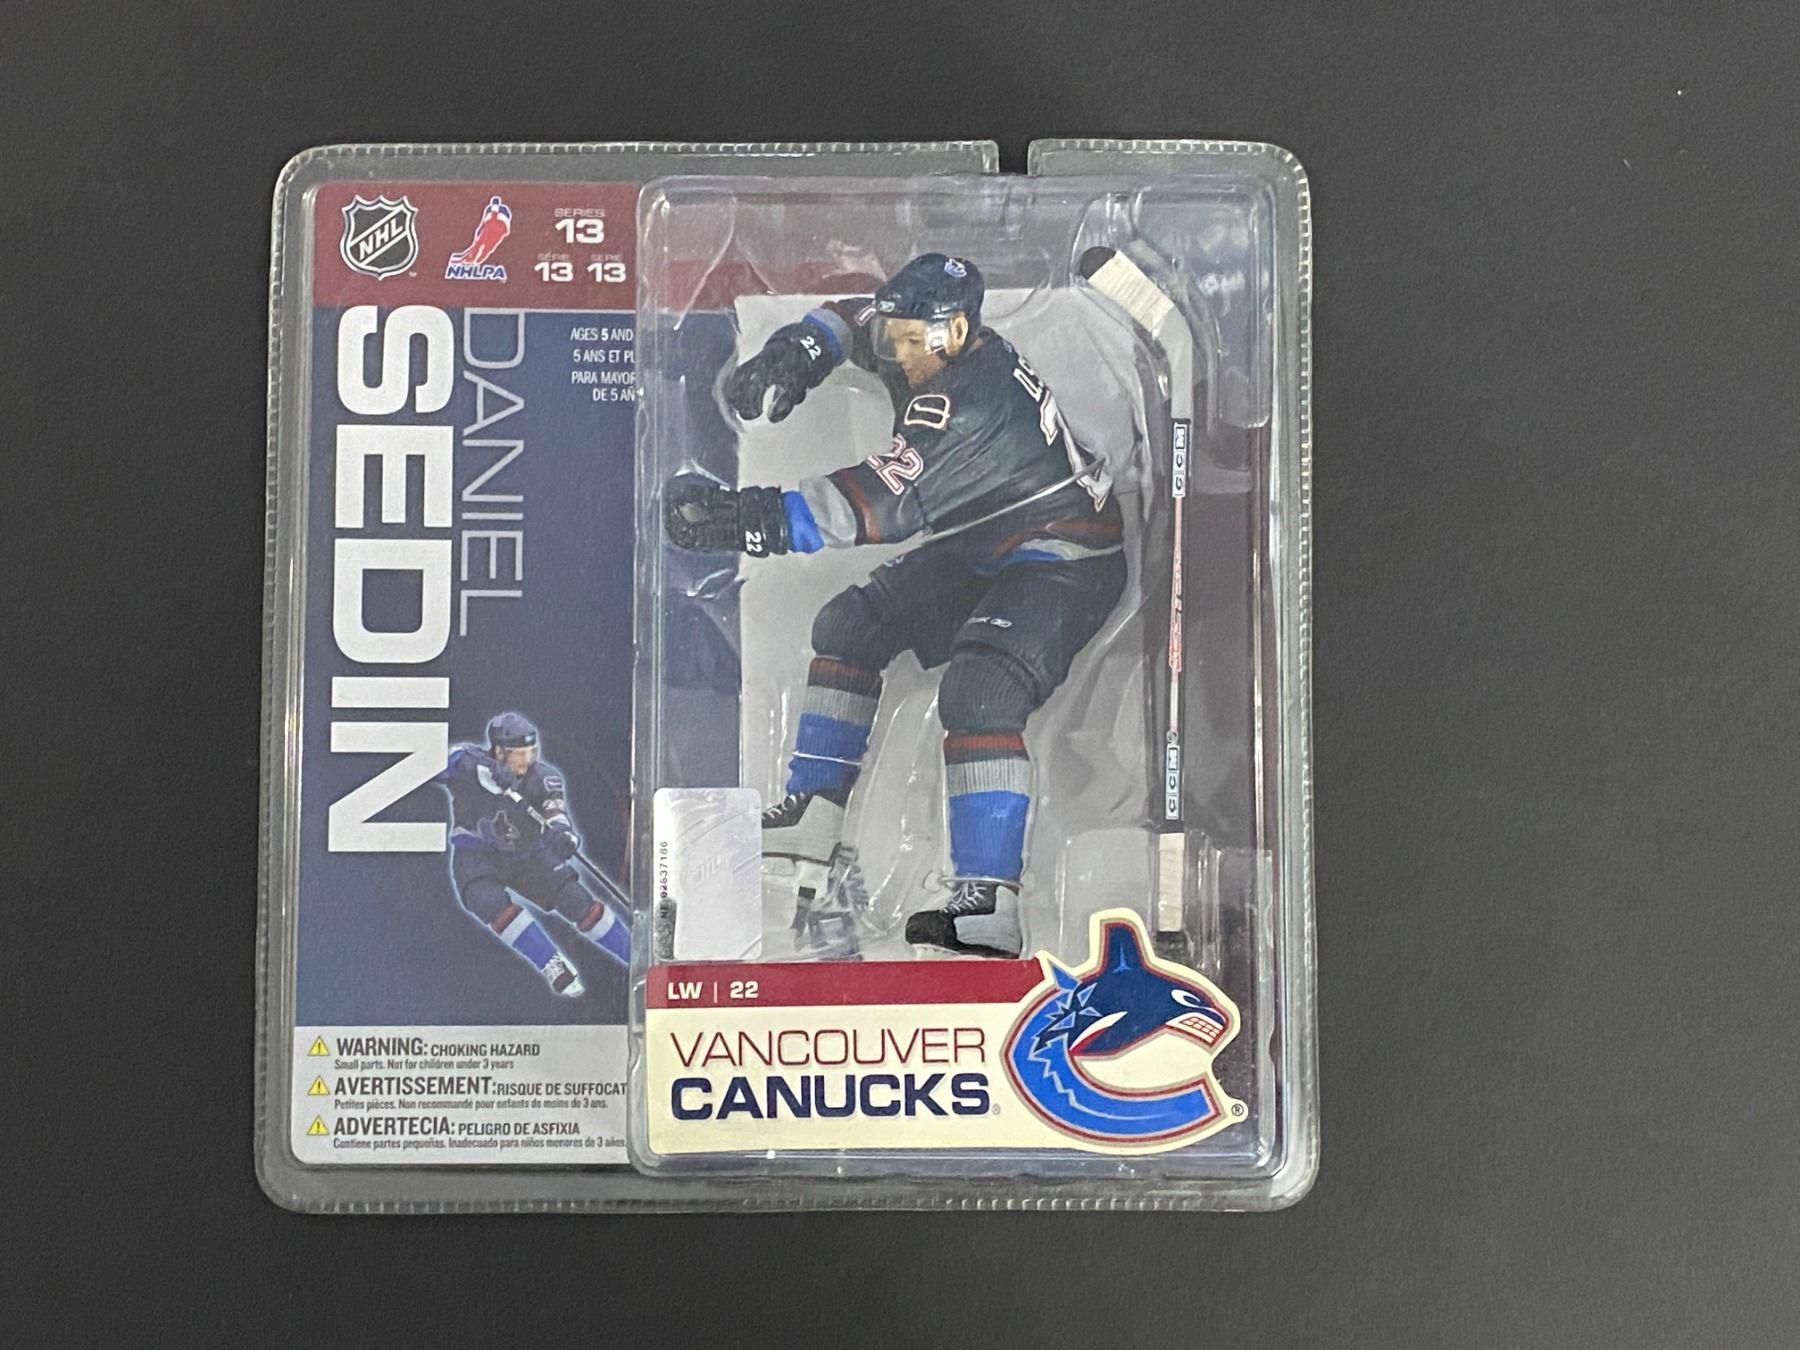 NHL
NHLPA
SERIES
13
SÉRIE SERIE
13 13
DANIEL
SEDIN
AGES 5 AND
5 ANS ET PL
PARA MAYOR
DE 5 AÑ
22
22
22
CCM
CCM
LW | 22
VANCOUVER
CANUCKS®
®
WARNING: CHOKING HAZARD
Small parts. Not for children under 3 years
AVERTISSEMENT: RISQUE DE SUFFOCAT
Petites pièces. Non recommandé pour enfants de moins de 3 ans.
ADVERTECIA: PELIGRO DE ASFIXIA
Contiene partes pequeñas. Inadecuado para niños menores de 3 años.